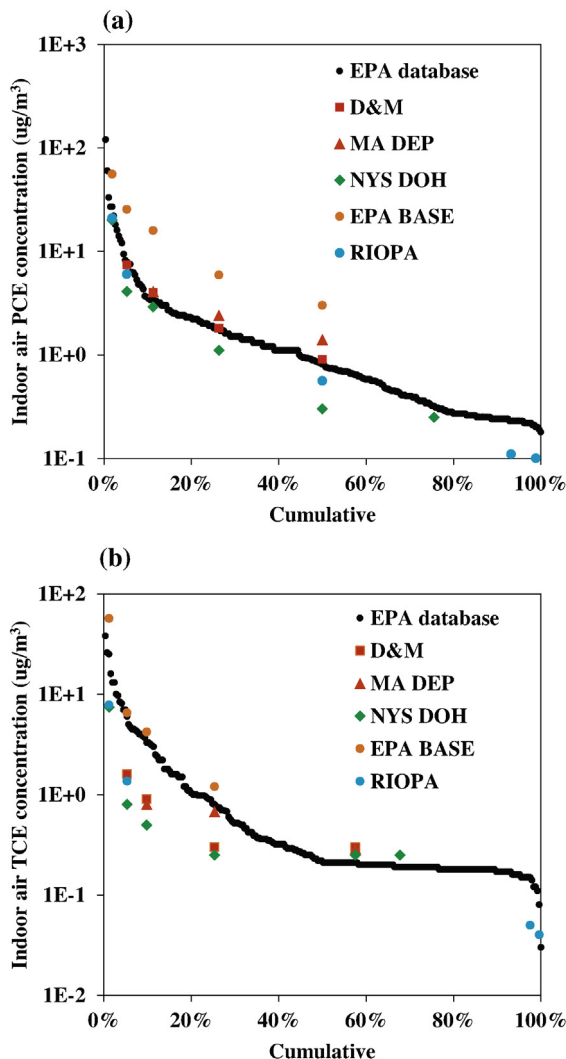 (a)
Indoor air PCE concentration (ug/m³)
1E+3
1E+2
1E+1
1E+0
1E-1
EPA database
D&M
MA DEP
NYS DOH
EPA BASE
RIOPA
0% 20% 40% 60% 80% 100%
Cumulative
(b)
Indoor air TCE concentration (ug/m³)
1E+2
1E+1
1E+0
1E-1
1E-2
EPA database
D&M
MA DEP
NYS DOH
EPA BASE
RIOPA
0% 20% 40% 60% 80% 100%
Cumulative